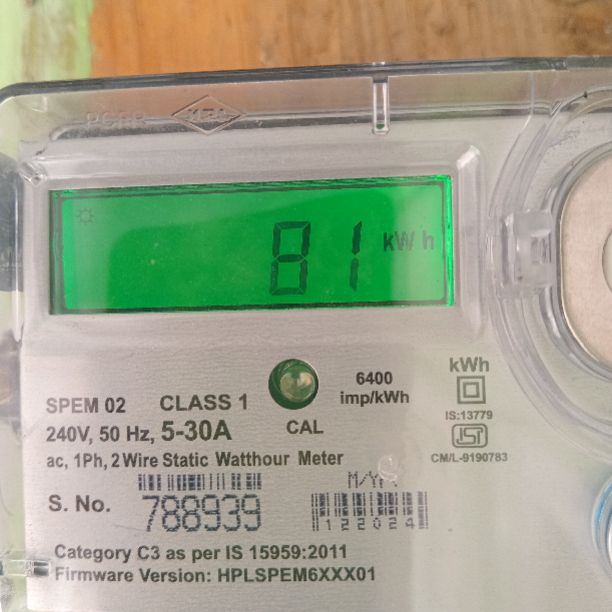 81 kWh
6400
imp/kWh
kWh
SPEM 02 CLASS 1
CAL
240V, 50 Hz, 5-30A
IS:13779
ISI
CM/L-9190783
ac, 1Ph, 2 Wire Static Watthour Meter
S. No. 788939
122024
Category C3 as per IS 15959:2011
Firmware Version: HPLSPEM6XXX01